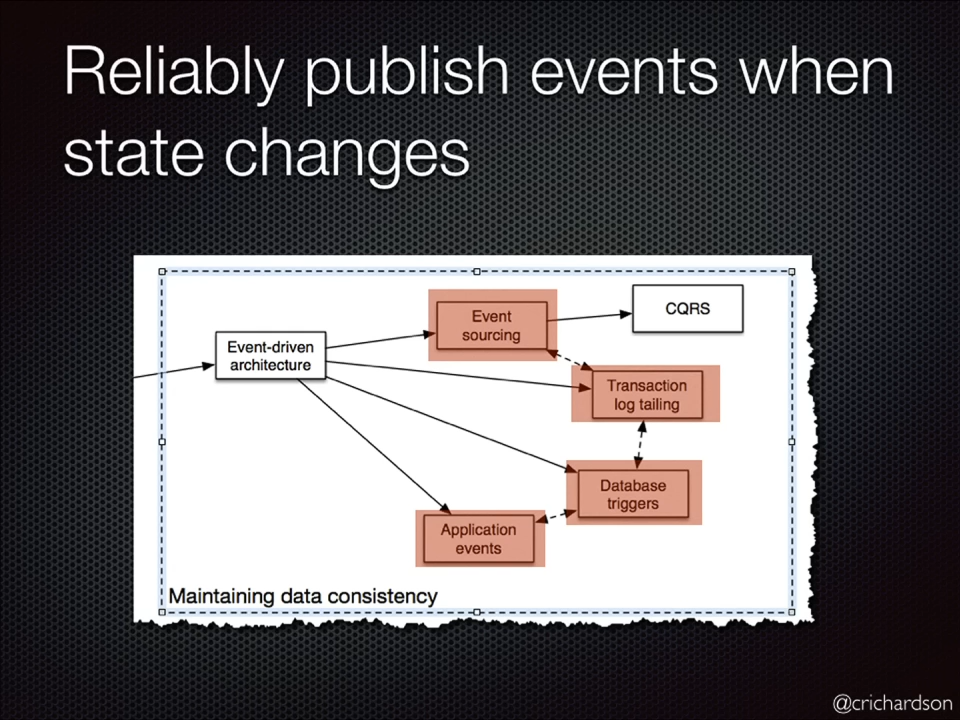 Reliably publish events when
state changes
Event
sourcing
CQRS
Event-driven
architecture
Transaction
log tailing
Database
triggers
Application
events
Maintaining data consistency
@crichardson